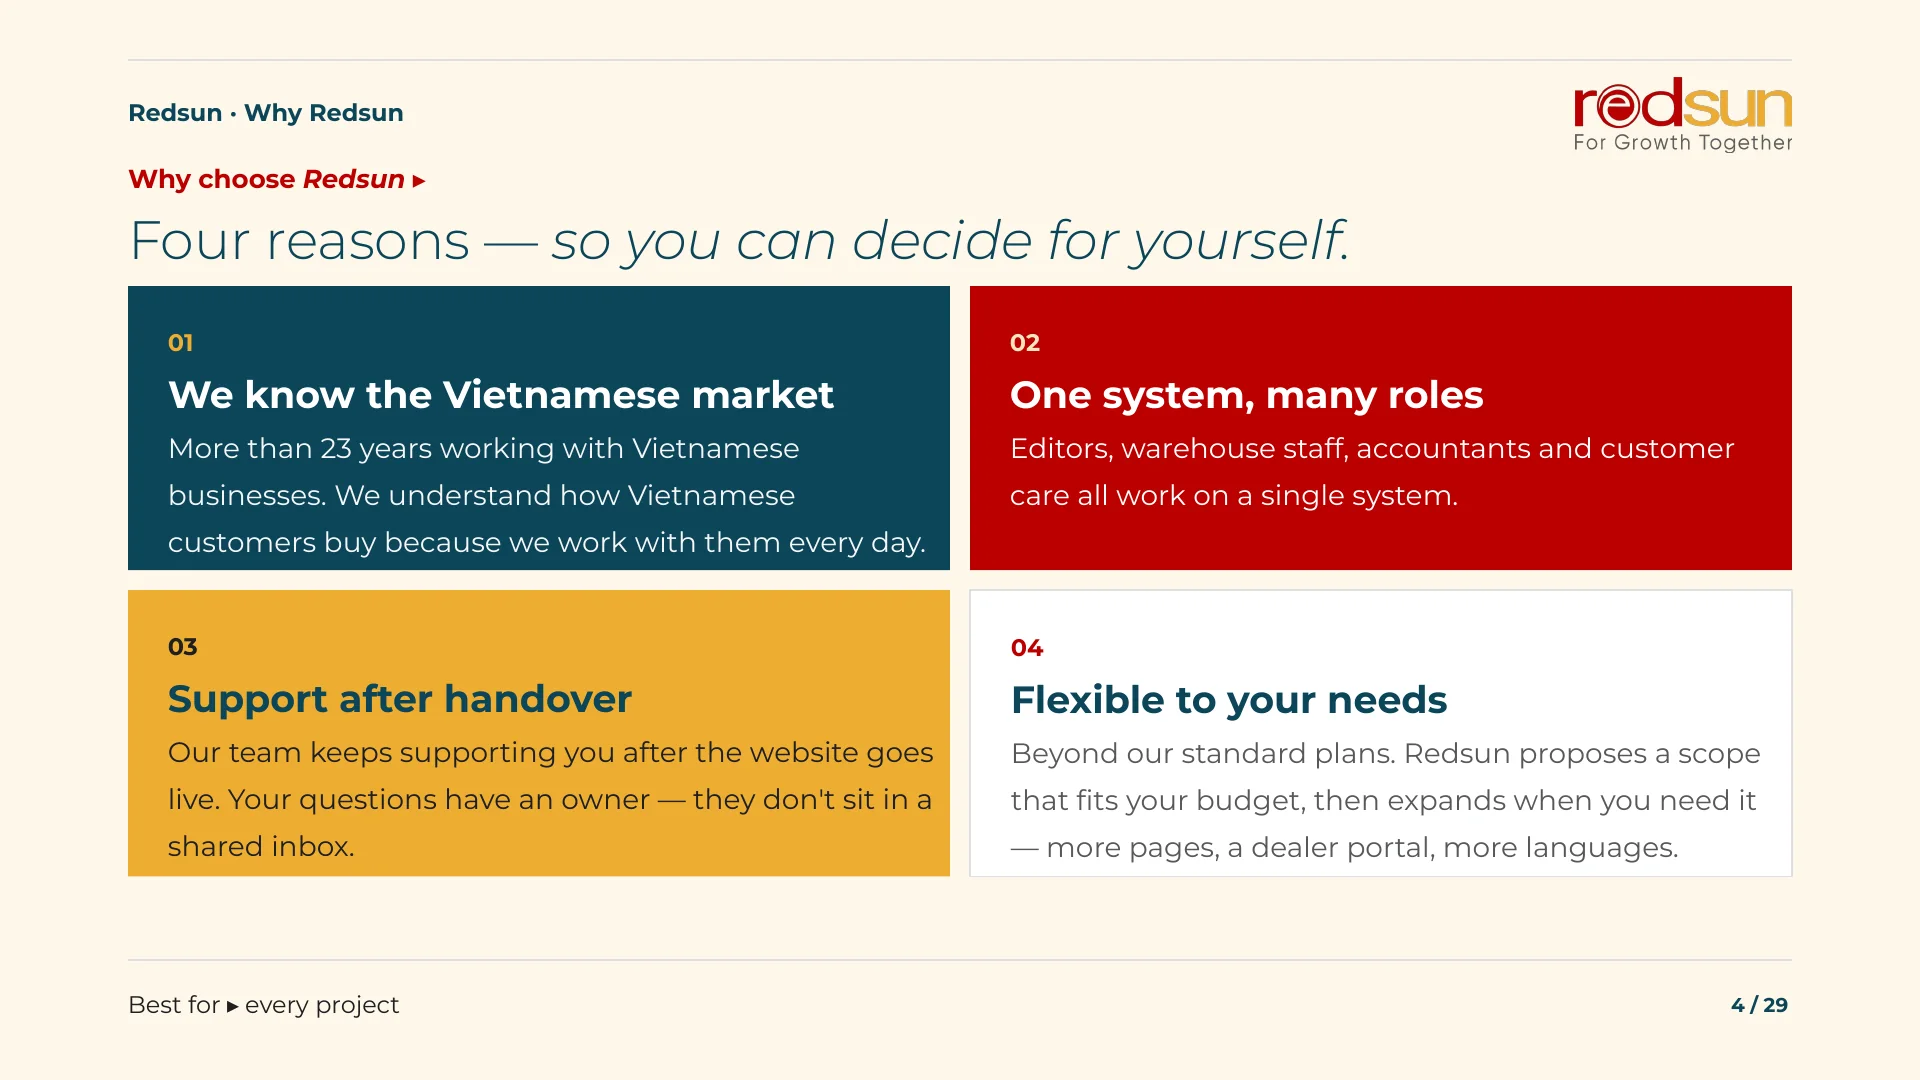 Redsun · Why Redsun
redsun
For Growth Together
Why choose Redsun ▸
Four reasons — so you can decide for yourself.
01
We know the Vietnamese market
More than 23 years working with Vietnamese
businesses. We understand how Vietnamese
customers buy because we work with them every day.
02
One system, many roles
Editors, warehouse staff, accountants and customer
care all work on a single system.
03
Support after handover
Our team keeps supporting you after the website goes
live. Your questions have an owner — they don't sit in a
shared inbox.
04
Flexible to your needs
Beyond our standard plans. Redsun proposes a scope
that fits your budget, then expands when you need it
— more pages, a dealer portal, more languages.
Best for ▸ every project
4 / 29